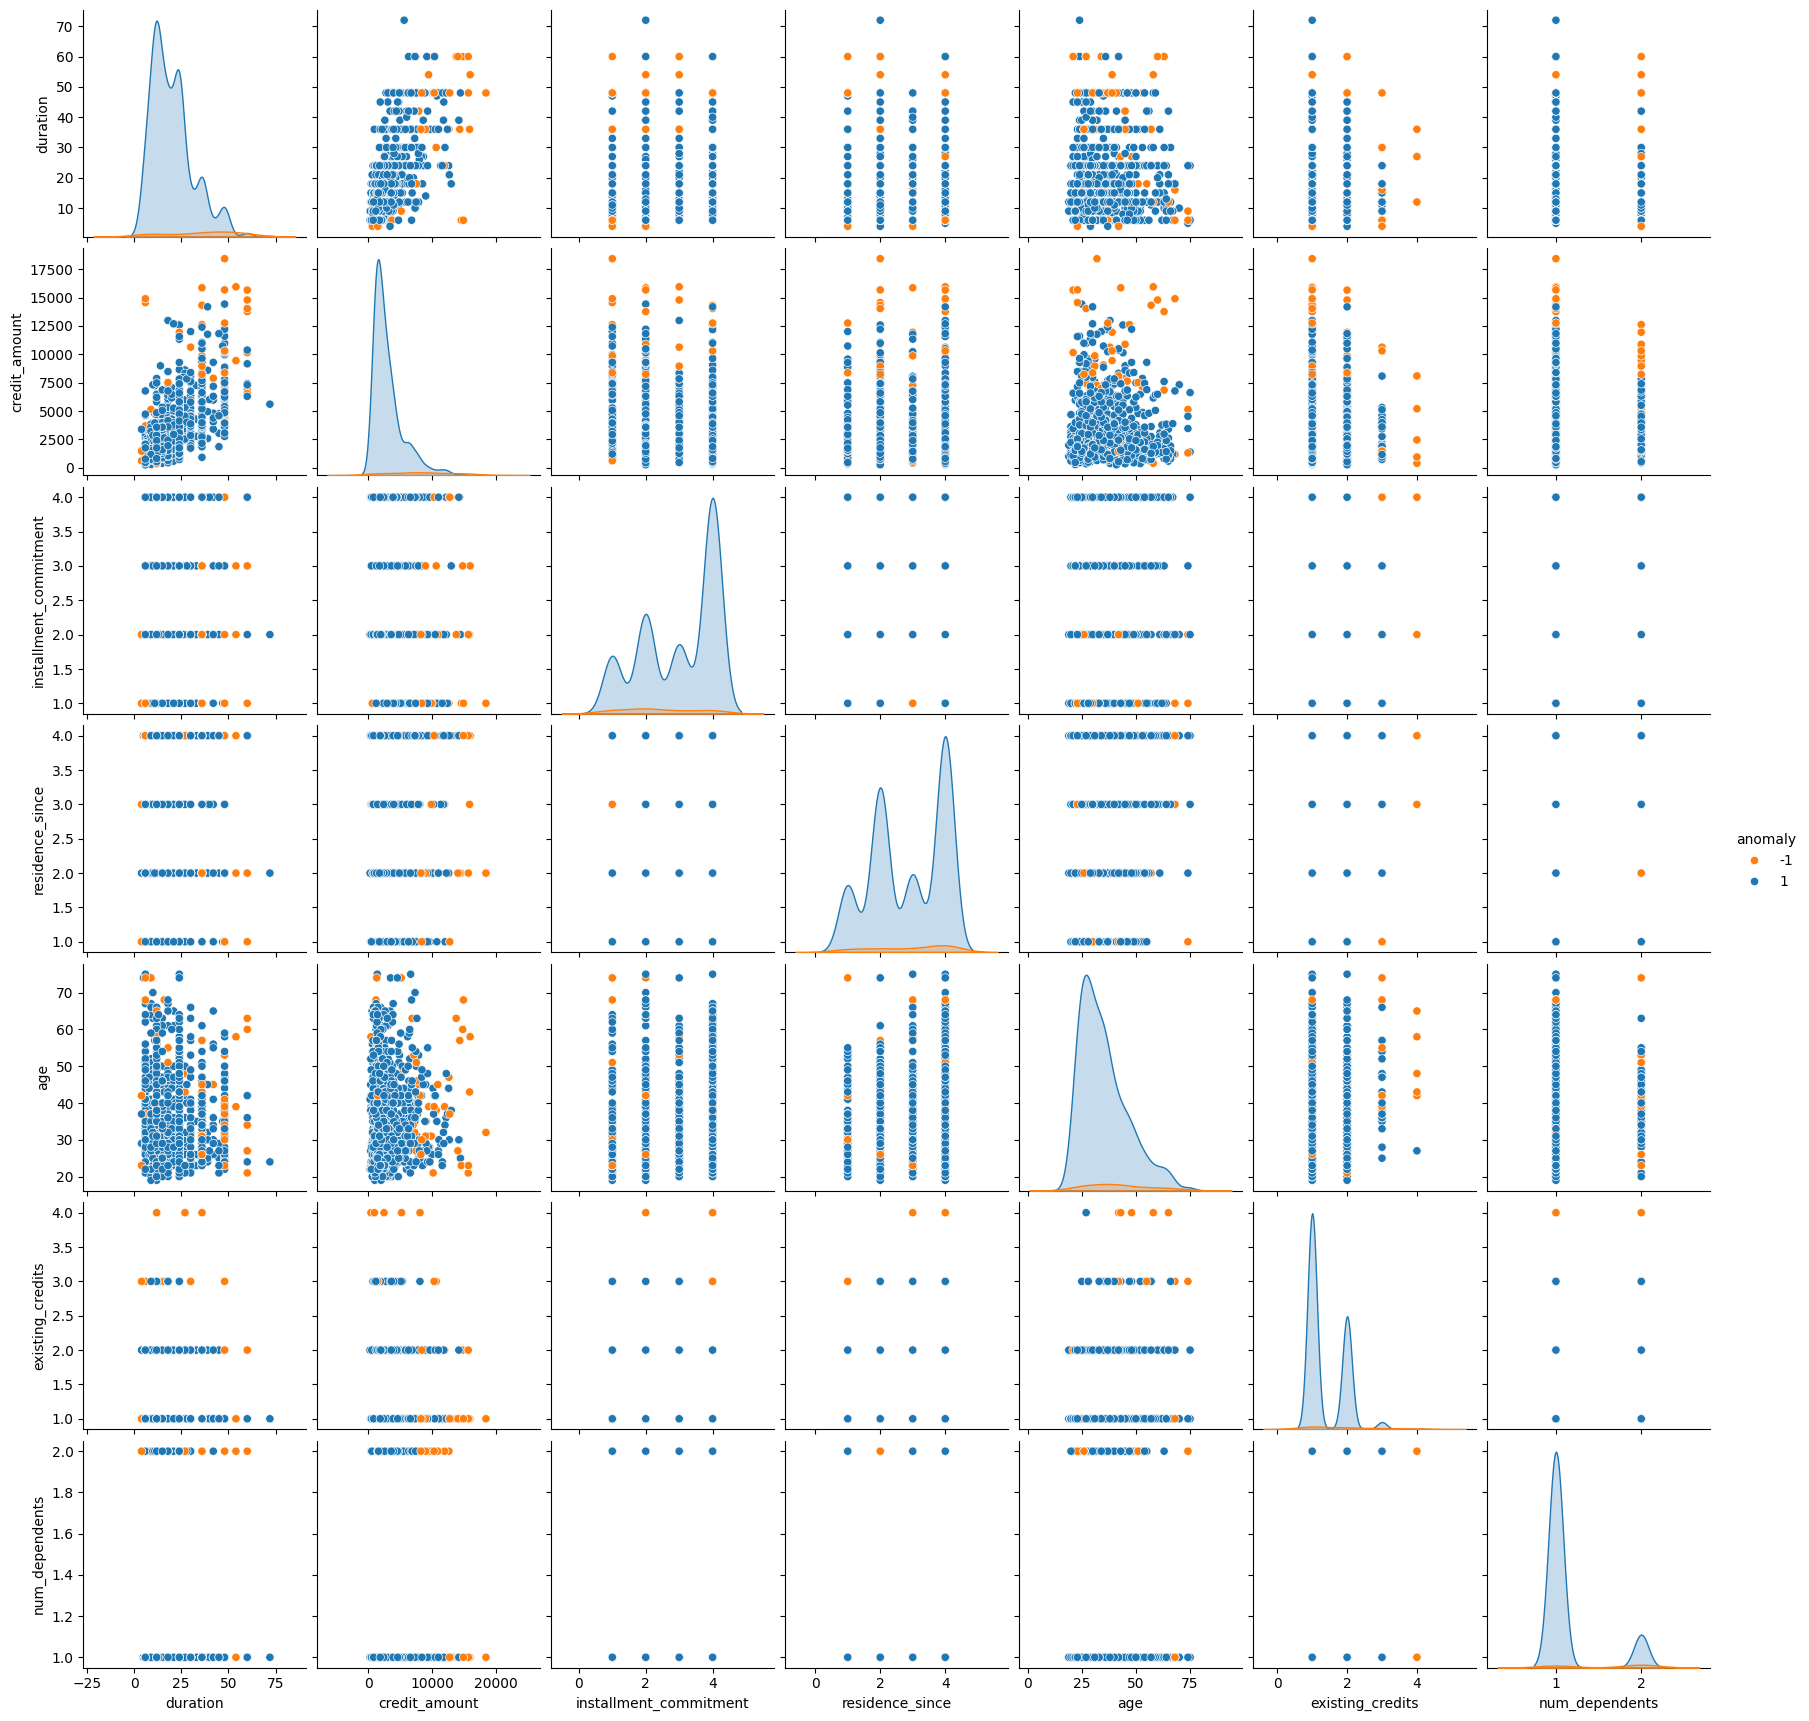 70
60
50
40
30
20
10
duration
17500
15000
12500
10000
7500
5000
2500
0
credit_amount
4.0
3.5
3.0
2.5
2.0
1.5
1.0
installment_commitment
4.0
3.5
3.0
2.5
2.0
1.5
1.0
residence_since
anomaly
-1
1
70
60
50
40
30
20
age
4.0
3.5
3.0
2.5
2.0
1.5
1.0
existing_credits
2.0
1.8
1.6
1.4
1.2
1.0
num_dependents
−25 0 25 50 75
0 10000 20000
0 2 4
0 2 4
0 25 50 75
0 2 4
1 2
duration
credit_amount
installment_commitment
residence_since
age
existing_credits
num_dependents